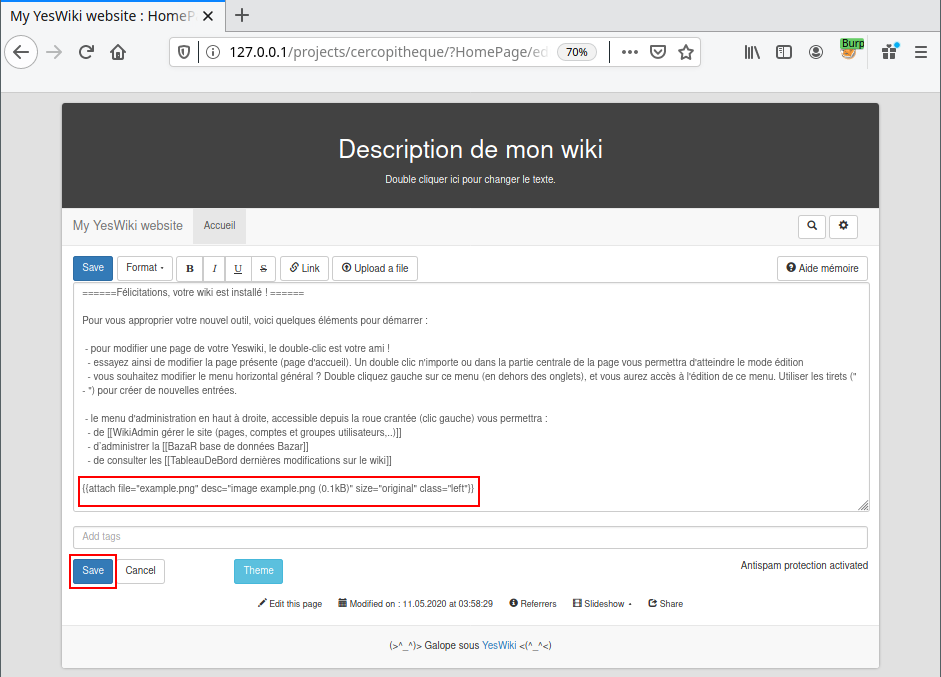 My YesWiki website : HomeP
127.0.0.1/projects/cercopitheque/?HomePage/ed
70%
Burp
Description de mon wiki
Double cliquer ici pour changer le texte.
My YesWiki website Accueil
Save Format B I U S Link Upload a file Aide mémoire
======Félicitations, votre wiki est installé ! ======
Pour vous approprier votre nouvel outil, voici quelques éléments pour démarrer :
- pour modifier une page de votre Yeswiki, le double-clic est votre ami !
- essayez ainsi de modifier la page présente (page d'accueil). Un double clic n'importe ou dans la partie centrale de la page vous permettra d'atteindre le mode édition
- vous souhaitez modifier le menu horizontal général ? Double cliquez gauche sur ce menu (en dehors des onglets), et vous aurez accès à l'édition de ce menu. Utiliser les tirets ("
- ") pour créer de nouvelles entrées.
- le menu d'administration en haut à droite, accessible depuis la roue crantée (clic gauche) vous permettra :
- de [[WikiAdmin gérer le site (pages, comptes et groupes utilisateurs,..)]]
- d'administrer la [[BazaR base de données Bazar]]
- de consulter les [[TableauDeBord dernières modifications sur le wiki]]
{{attach file="example.png" desc="image example.png (0.1kB)" size="original" class="left"}}
Add tags
Save Cancel Theme Antispam protection activated
Edit this page Modified on : 11.05.2020 at 03:58:29 Referrers Slideshow Share
(>^_^)> Galope sous YesWiki <(^_^<)